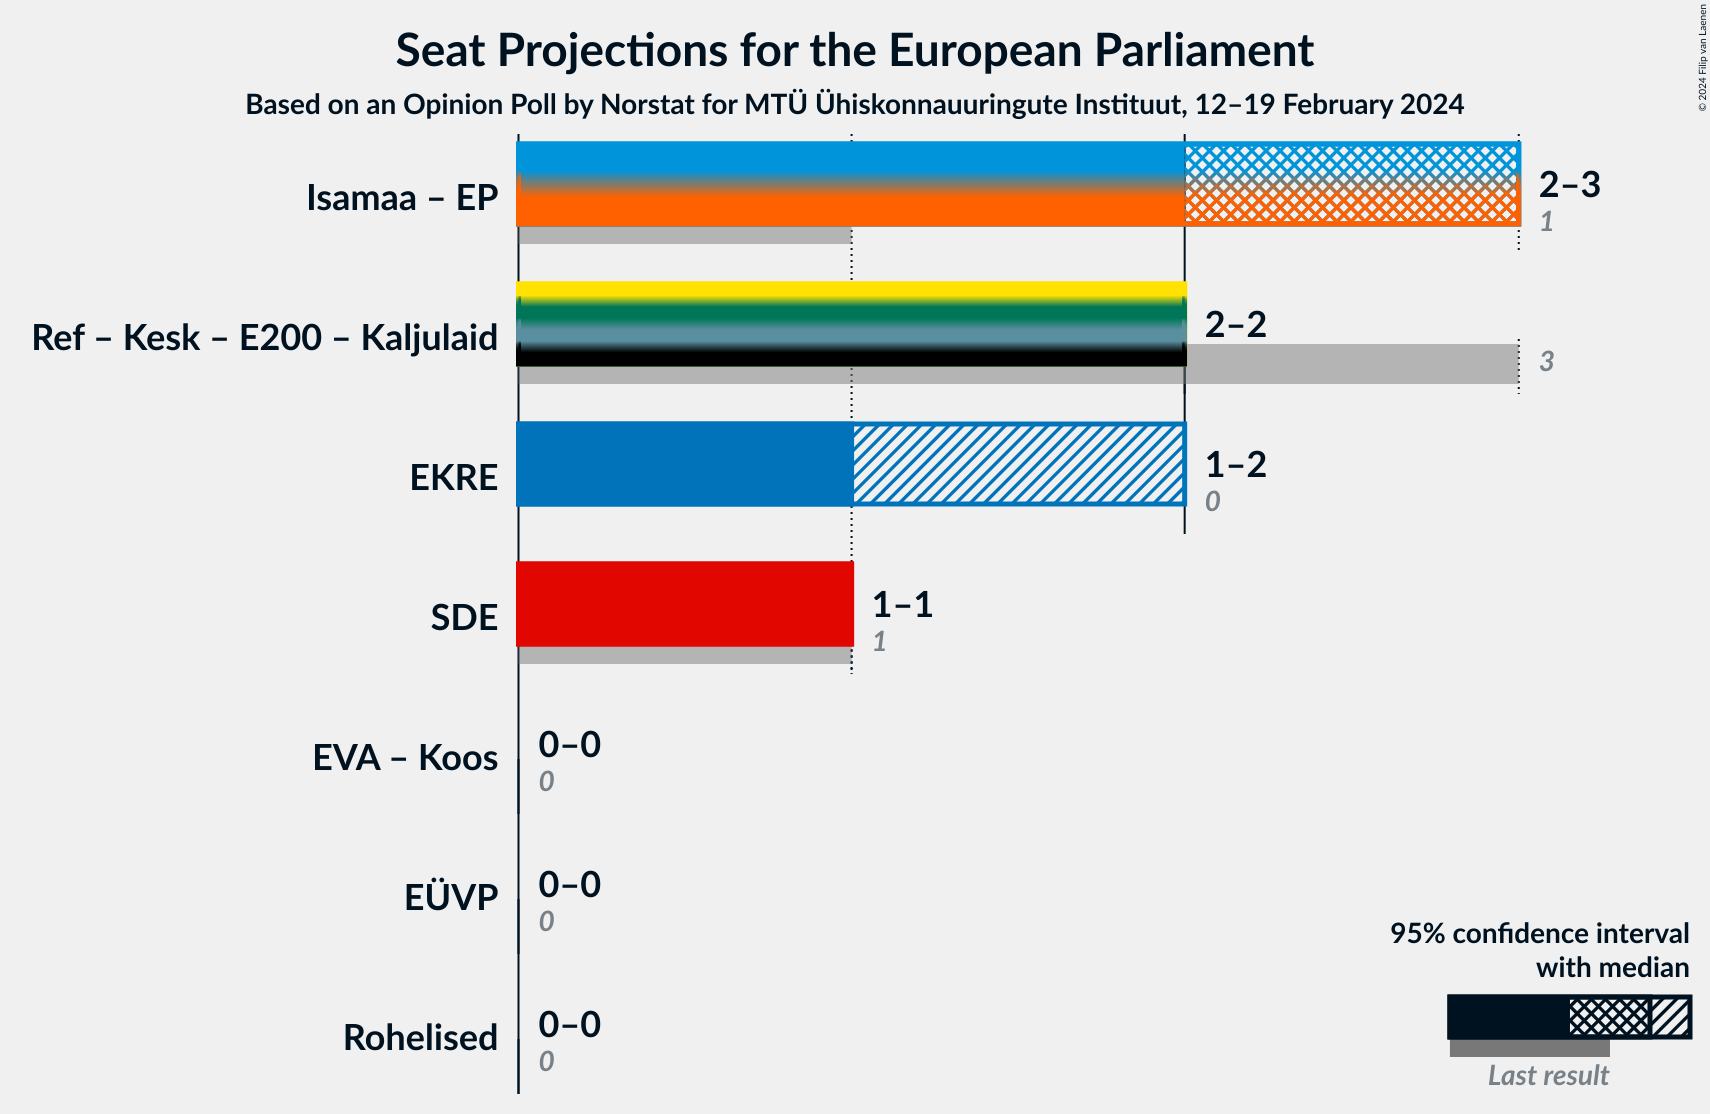 Seat Projections for the European Parliament
Based on an Opinion Poll by Norstat for MTÜ Ühiskonnauuringute Instituut, 12–19 February 2024
© 2024 Filip van Laenen
Isamaa – EP
2–3
1
Ref – Kesk – E200 – Kaljulaid
2–2
3
EKRE
1–2
0
SDE
1–1
1
EVA – Koos
0–0
0
EÜVP
0–0
0
Rohelised
0–0
0
95% confidence interval
with median
Last result